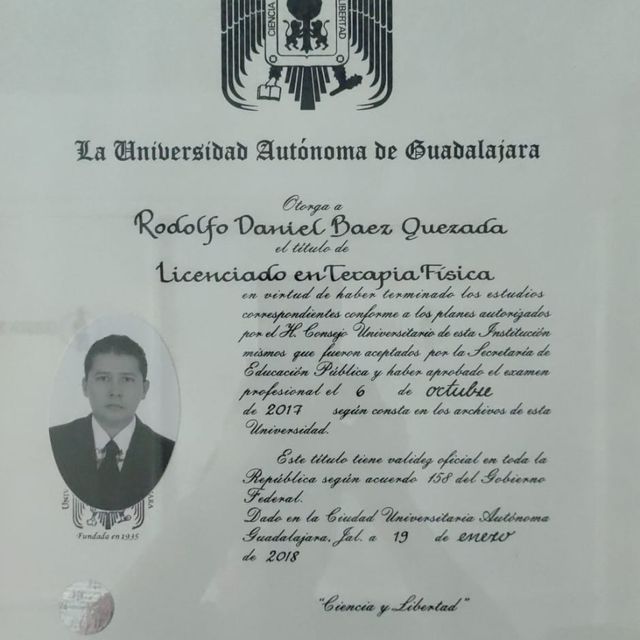 CIENCIA
LIBERTAD
La Universidad Autónoma de Guadalajara
Otorga a
Rodolfo Daniel Baez Quezada
el título de
Licenciado en Terapia Física
en virtud de haber terminado los estudios
correspondientes conforme a los planes autorizados
por el H. Consejo Universitario de esta Institución
mismos que fueron aceptados por la Secretaría de
Educación Pública y haber aprobado el examen
profesional el 6 de octubre
de 2017 según consta en los archivos de esta
Universidad.
Este título tiene validez oficial en toda la
República según acuerdo 158 del Gobierno
Federal.
Dado en la Ciudad Universitaria Autónoma
Guadalajara, Jal. a 19 de enero
de 2018
Fundada en 1935
"Ciencia y Libertad"